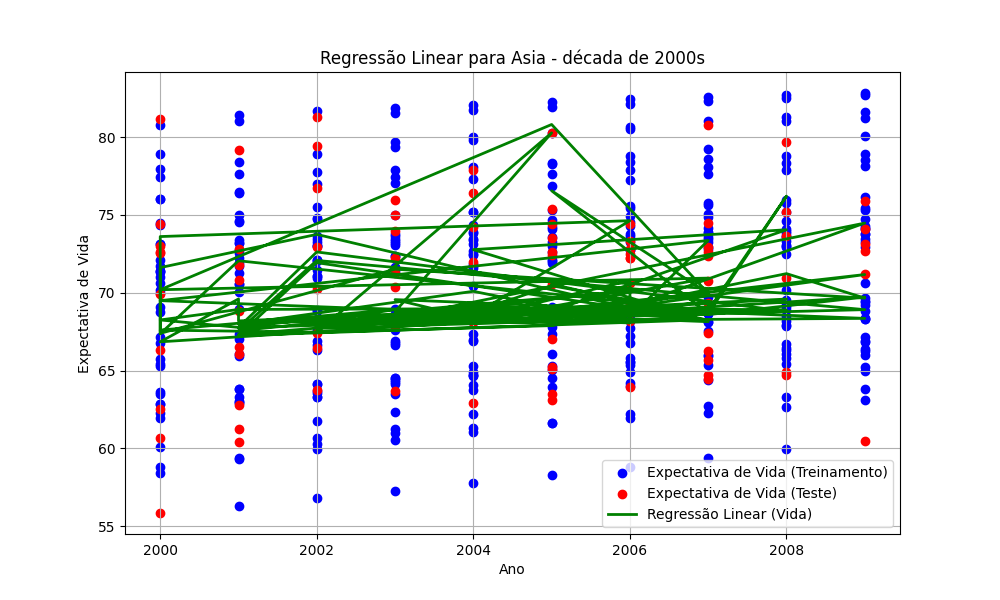 Regressão Linear para Asia - década de 2000s
Expectativa de Vida
80
75
70
65
60
55
Expectativa de Vida (Treinamento)
Expectativa de Vida (Teste)
Regressão Linear (Vida)
2000
2002
2004
2006
2008
Ano